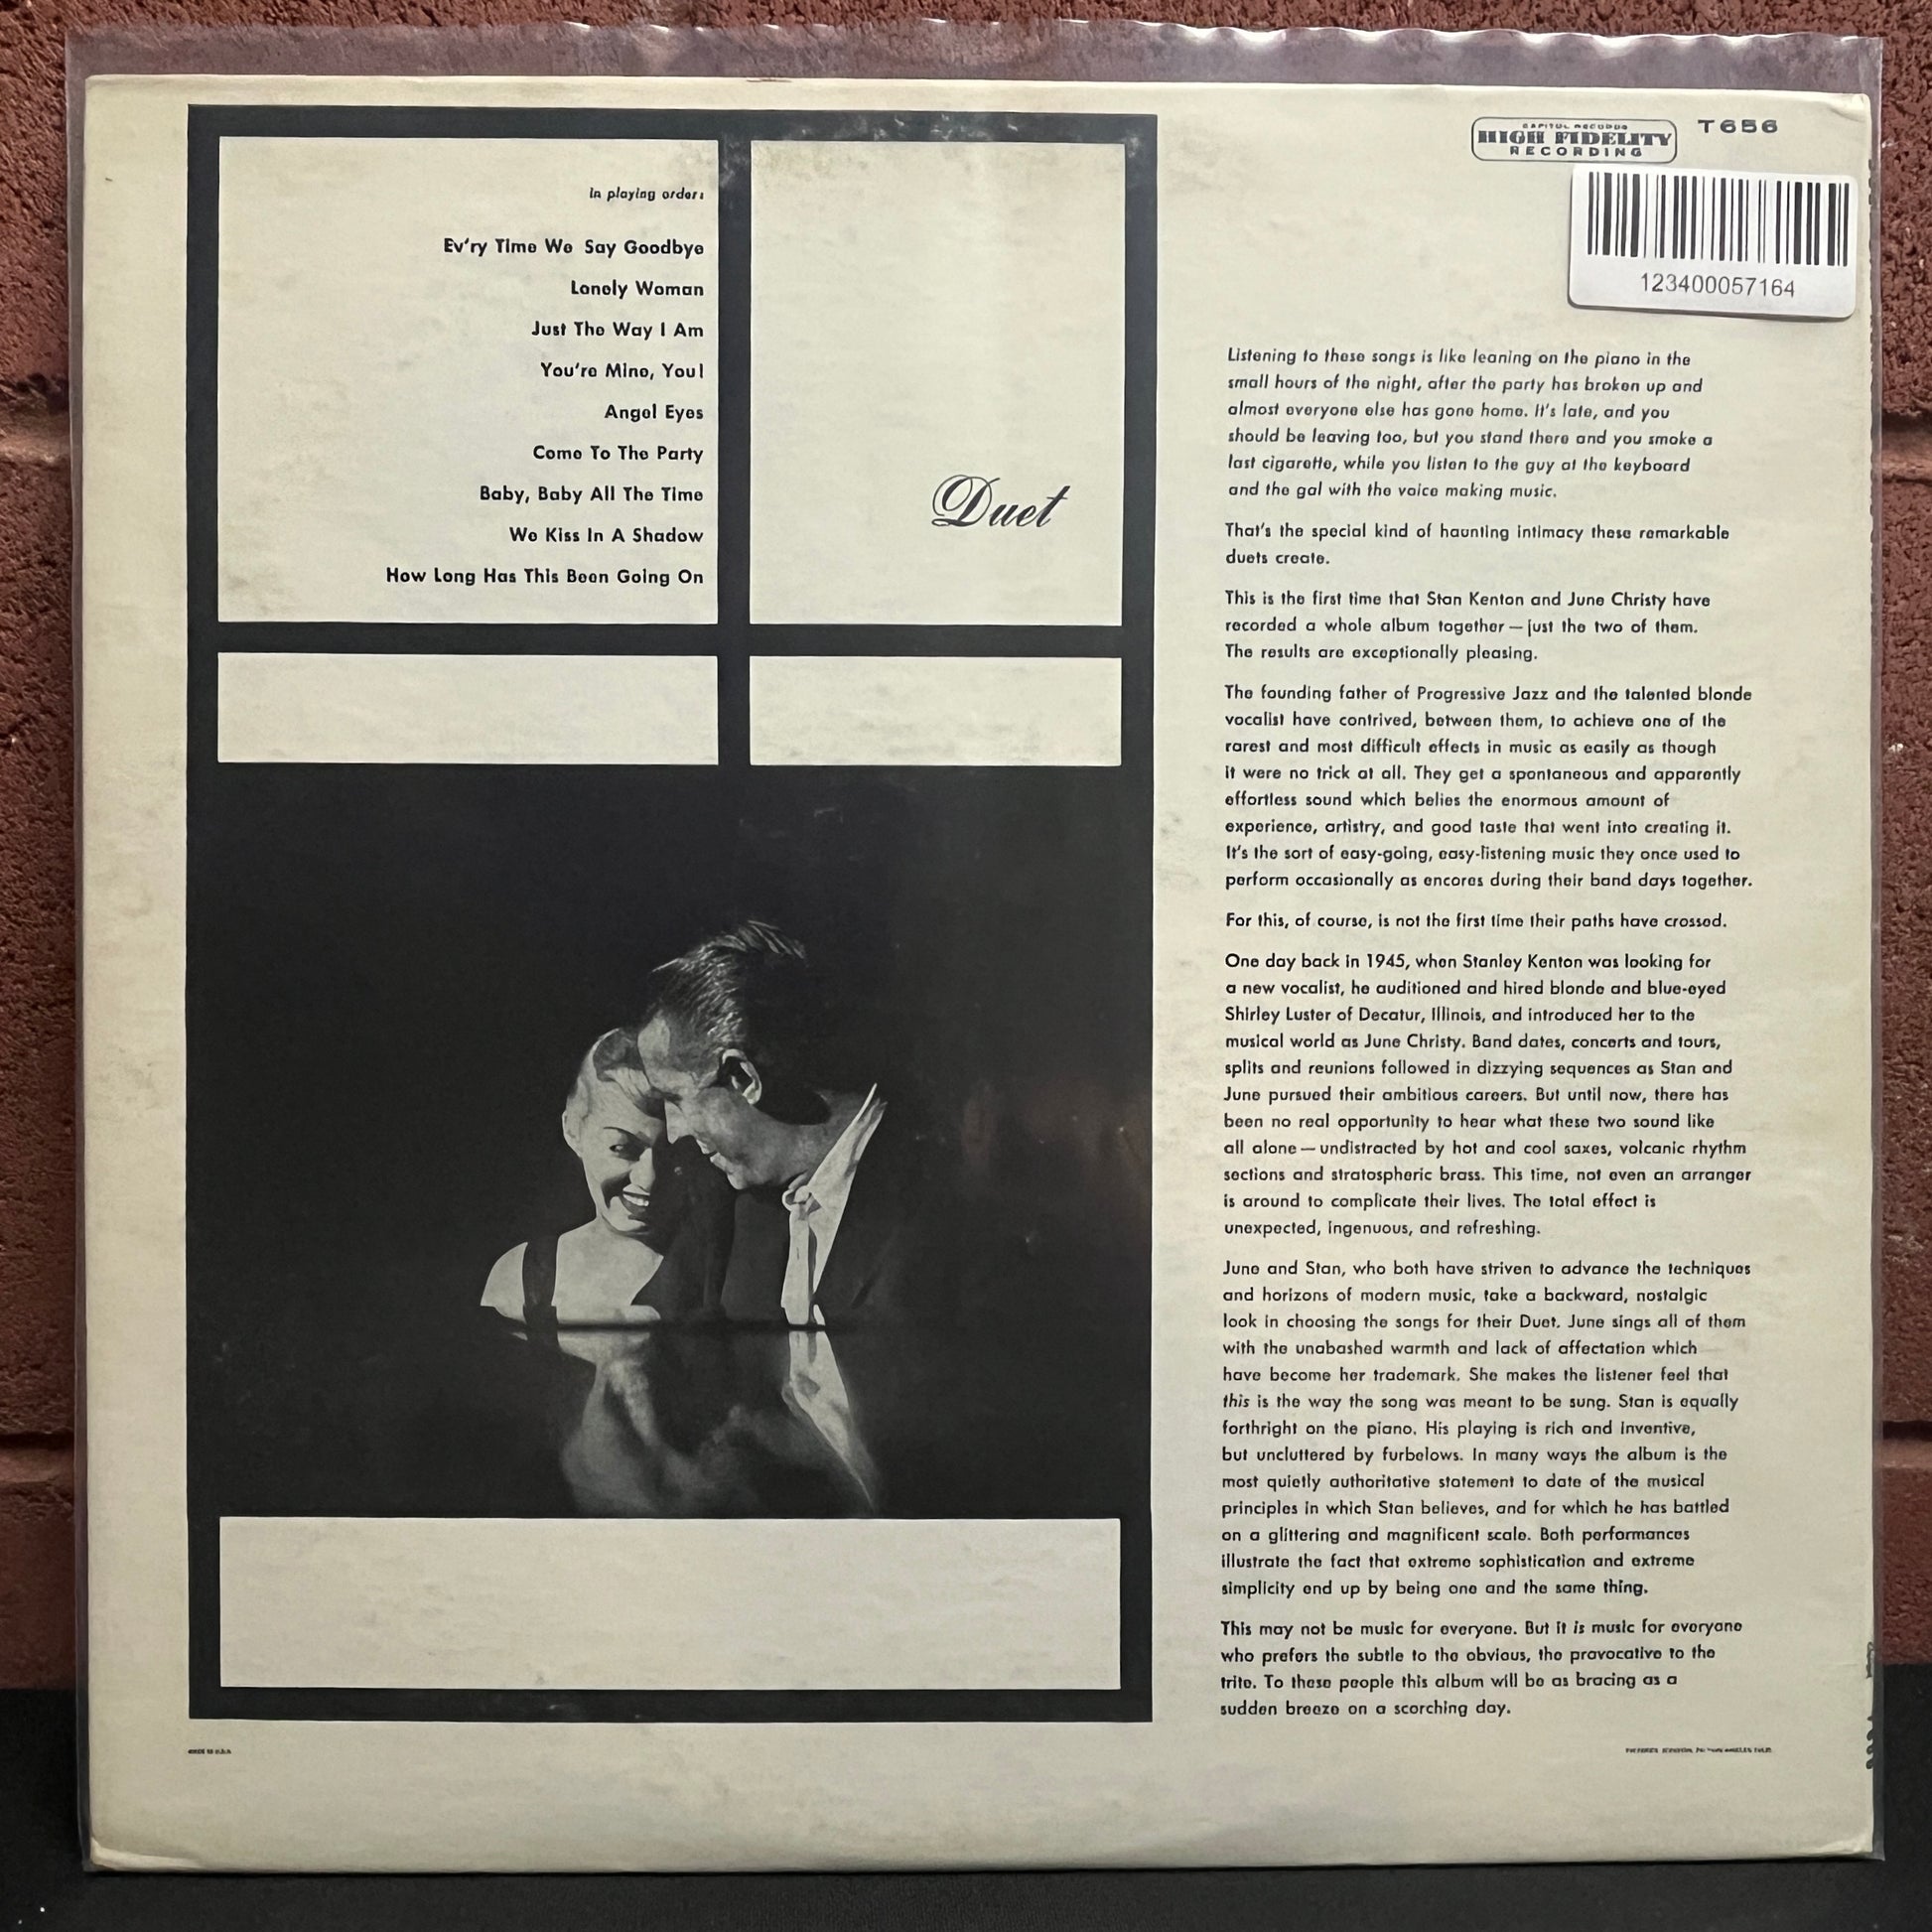 In playing order:
Ev'ry Time We Say Goodbye
Lonely Woman
Just The Way I Am
You're Mine, You!
Angel Eyes
Come To The Party
Baby, Baby All The Time
We Kiss In A Shadow
How Long Has This Been Going On
Duet
CAPITOL RECORDS
HIGH FIDELITY
RECORDING
T656
123400057164
Listening to these songs is like leaning on the piano in the
small hours of the night, after the party has broken up and
almost everyone else has gone home. It's late, and you
should be leaving too, but you stand there and you smoke a
last cigarette, while you listen to the guy at the keyboard
and the gal with the voice making music.
That's the special kind of haunting intimacy these remarkable
duets create.
This is the first time that Stan Kenton and June Christy have
recorded a whole album together — just the two of them.
The results are exceptionally pleasing.
The founding father of Progressive Jazz and the talented blonde
vocalist have contrived, between them, to achieve one of the
rarest and most difficult effects in music as easily as though
it were no trick at all. They get a spontaneous and apparently
effortless sound which belies the enormous amount of
experience, artistry, and good taste that went into creating it.
It's the sort of easy-going, easy-listening music they once used to
perform occasionally as encores during their band days together.
For this, of course, is not the first time their paths have crossed.
One day back in 1945, when Stanley Kenton was looking for
a new vocalist, he auditioned and hired blonde and blue-eyed
Shirley Luster of Decatur, Illinois, and introduced her to the
musical world as June Christy. Band dates, concerts and tours,
splits and reunions followed in dizzying sequences as Stan and
June pursued their ambitious careers. But until now, there has
been no real opportunity to hear what these two sound like
all alone — undistracted by hot and cool saxes, volcanic rhythm
sections and stratospheric brass. This time, not even an arranger
is around to complicate their lives. The total effect is
unexpected, ingenuous, and refreshing.
June and Stan, who both have striven to advance the techniques
and horizons of modern music, take a backward, nostalgic
look in choosing the songs for their Duet. June sings all of them
with the unabashed warmth and lack of affectation which
have become her trademark. She makes the listener feel that
this is the way the song was meant to be sung. Stan is equally
forthright on the piano. His playing is rich and inventive,
but uncluttered by furbelows. In many ways the album is the
most quietly authoritative statement to date of the musical
principles in which Stan believes, and for which he has battled
on a glittering and magnificent scale. Both performances
illustrate the fact that extreme sophistication and extreme
simplicity end up by being one and the same thing.
This may not be music for everyone. But it is music for everyone
who prefers the subtle to the obvious, the provocative to the
trite. To these people this album will be as bracing as a
sudden breeze on a scorching day.
MADE IN U.S.A.